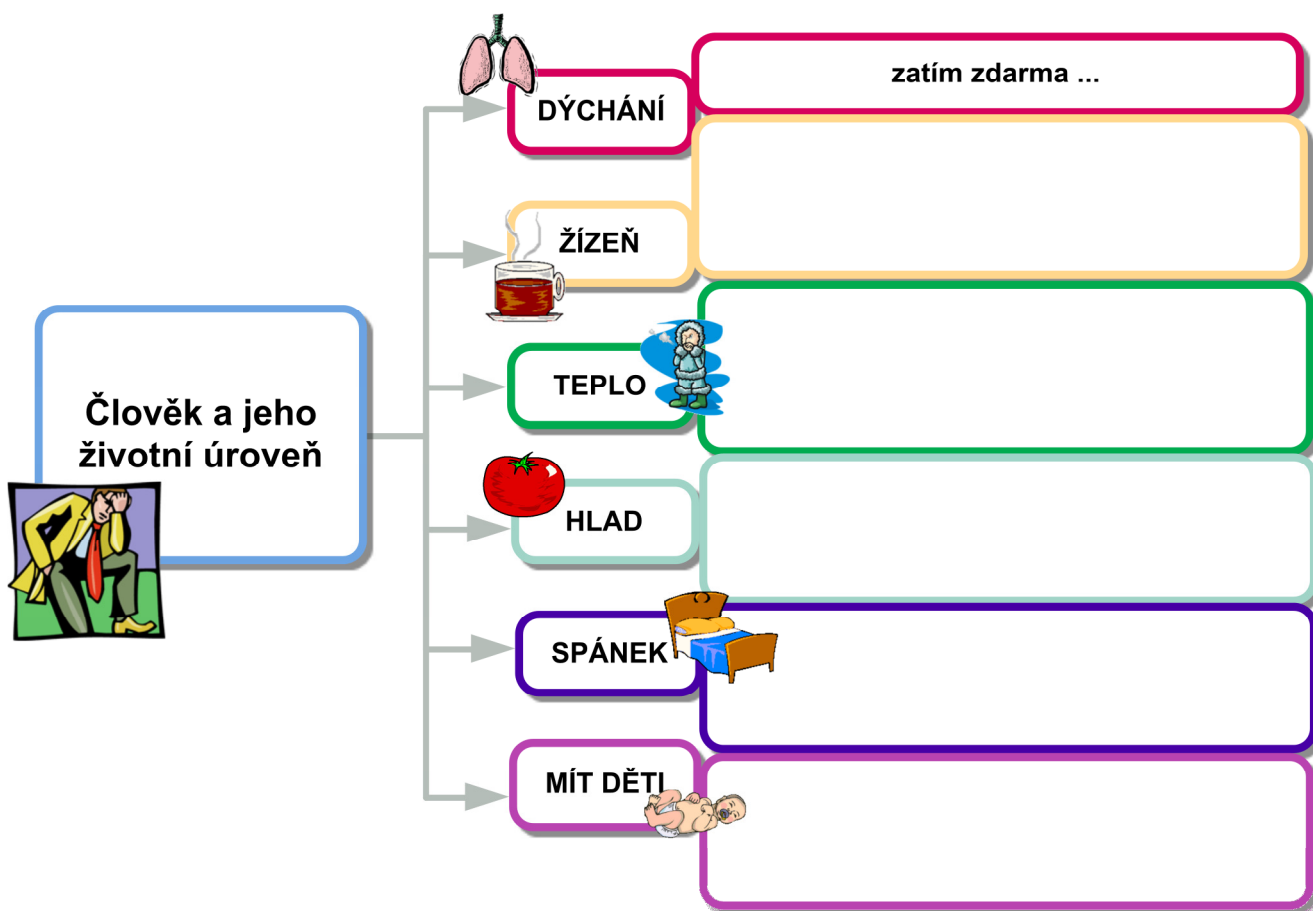 zatím zdarma ...
DÝCHÁNÍ
ŽÍZEŇ
TEPLO
Člověk a jeho
životní úroveň
HLAD
SPÁNEK
MÍT DĚTI